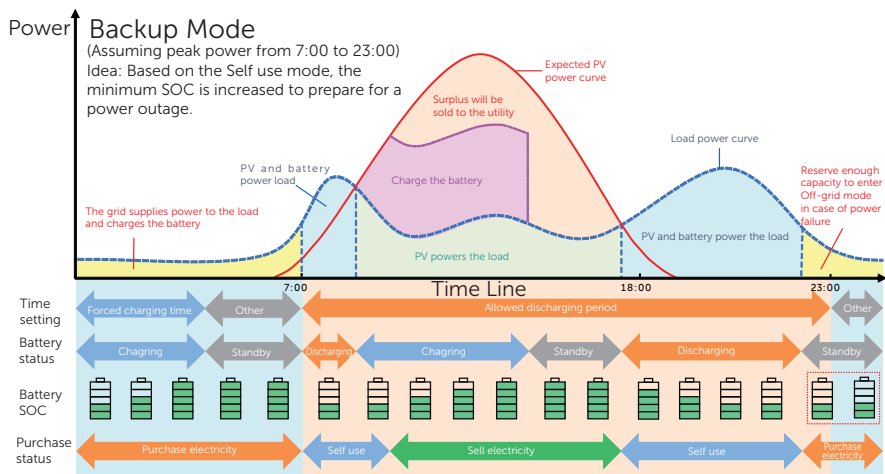 Power
Backup Mode
(Assuming peak power from 7:00 to 23:00)
Idea: Based on the Self use mode, the
minimum SOC is increased to prepare for a
power outage.
Expected PV
power curve
Surplus will be
sold to the utility
Load power curve
PV and battery
power load
Charge the battery
Reserve enough
capacity to enter
Off-grid mode
in case of power
failure
The grid supplies power to the load
and charges the battery
PV powers the load
PV and battery power the load
7:00
Time Line
18:00
23:00
Time
setting
Forced charging time
Other
Allowed discharging period
Other
Battery
status
Chagring
Standby
Discharging
Chagring
Standby
Discharging
Standby
Battery
SOC
Purchase
status
Purchase electricity
Self use
Sell electricity
Self use
Purchase
electricity